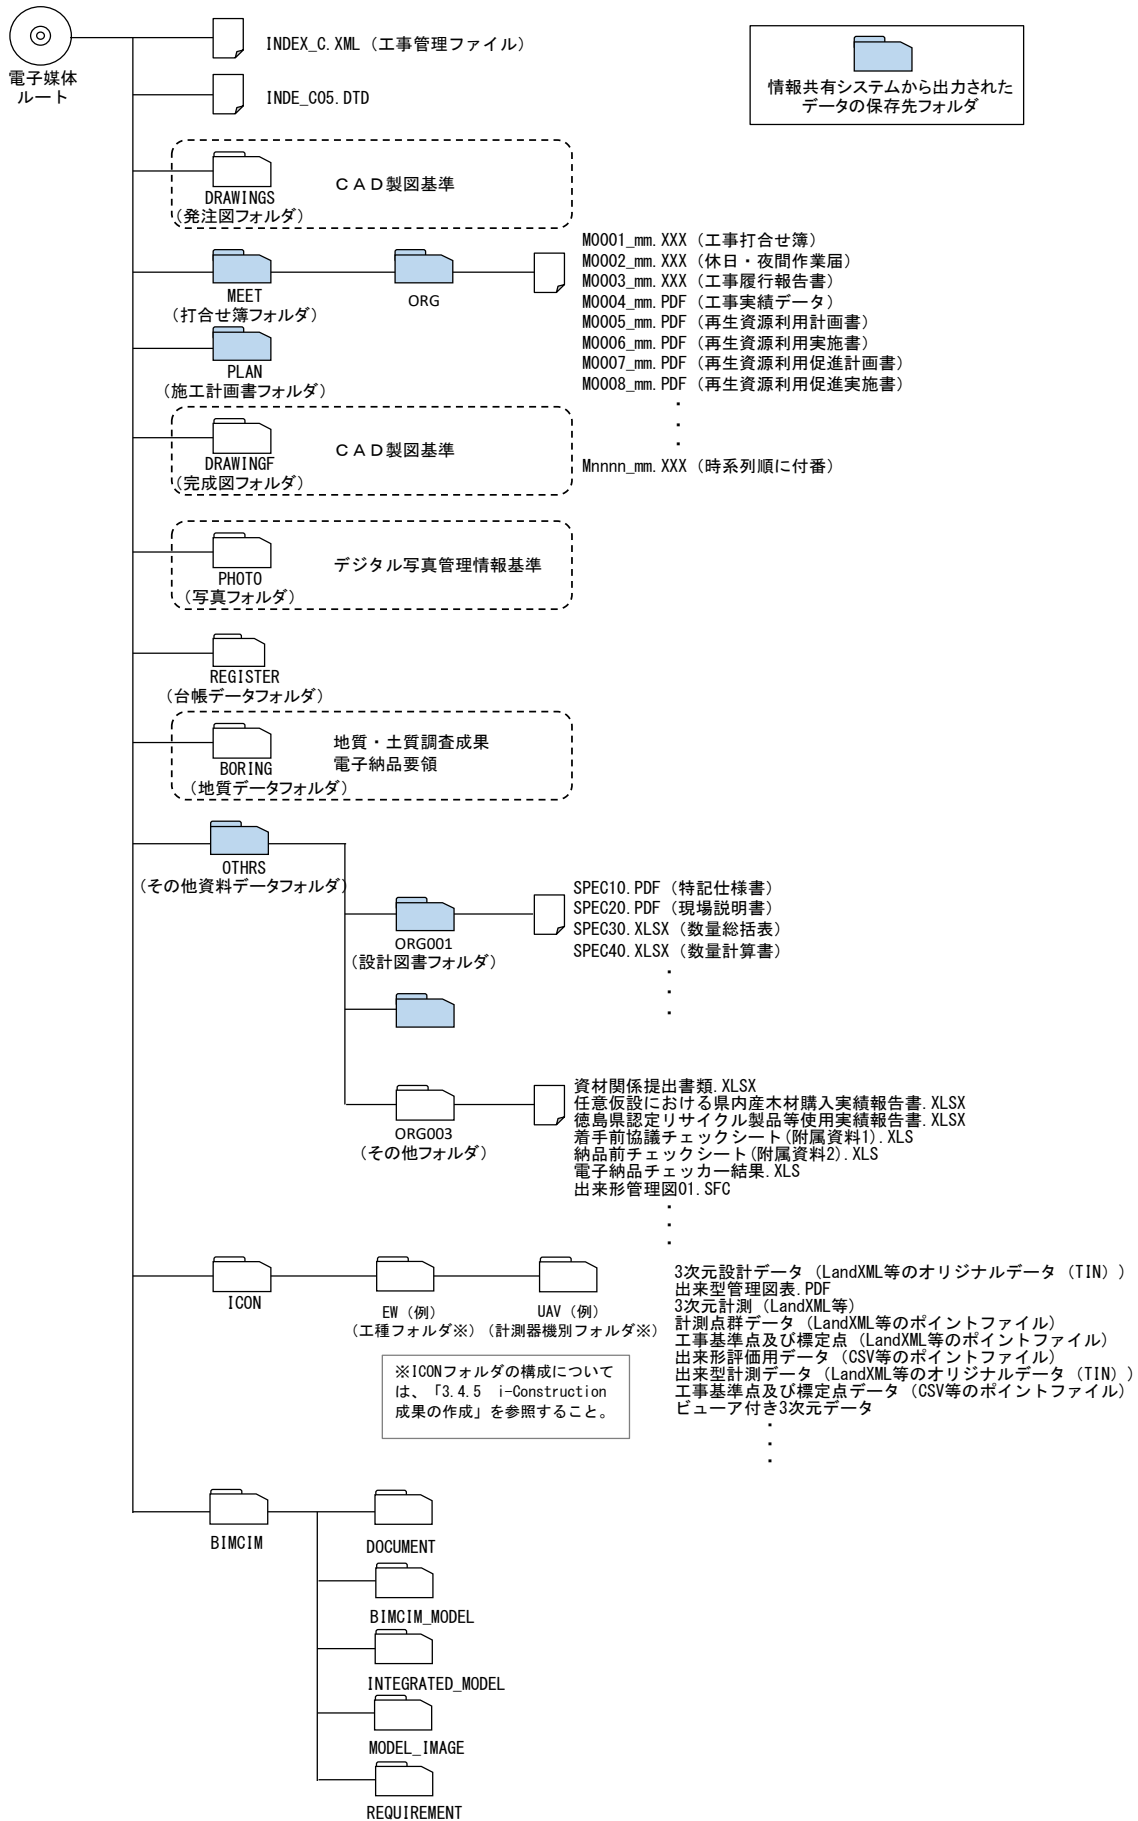 電子媒体
ルート
INDEX_C.XML（工事管理ファイル）
INDE_C05.DTD
情報共有システムから出力された
データの保存先フォルダ
DRAWINGS
（発注図フォルダ）
ＣＡＤ製図基準
MEET
（打合せ簿フォルダ）
ORG
M0001_mm.XXX（工事打合せ簿）
M0002_mm.XXX（休日・夜間作業届）
M0003_mm.XXX（工事履行報告書）
M0004_mm.PDF（工事実績データ）
M0005_mm.PDF（再生資源利用計画書）
M0006_mm.PDF（再生資源利用実施書）
M0007_mm.PDF（再生資源利用促進計画書）
M0008_mm.PDF（再生資源利用促進実施書）
・
・
・
Mnnnn_mm.XXX（時系列順に付番）
PLAN
（施工計画書フォルダ）
DRAWINGF
（完成図フォルダ）
ＣＡＤ製図基準
PHOTO
（写真フォルダ）
デジタル写真管理情報基準
REGISTER
（台帳データフォルダ）
BORING
（地質データフォルダ）
地質・土質調査成果
電子納品要領
OTHRS
（その他資料データフォルダ）
ORG001
（設計図書フォルダ）
SPEC10.PDF（特記仕様書）
SPEC20.PDF（現場説明書）
SPEC30.XLSX（数量総括表）
SPEC40.XLSX（数量計算書）
・
・
・
ORG003
（その他フォルダ）
資材関係提出書類.XLSX
任意仮設における県内産木材購入実績報告書.XLSX
徳島県認定リサイクル製品等使用実績報告書.XLSX
着手前協議チェックシート(附属資料1).XLS
納品前チェックシート(附属資料2).XLS
電子納品チェッカー結果.XLS
出来形管理図01.SFC
・
・
・
ICON
EW（例）
（工種フォルダ※）
UAV（例）
（計測器機別フォルダ※）
3次元設計データ（LandXML等のオリジナルデータ（TIN））
出来型管理図表.PDF
3次元計測（LandXML等）
計測点群データ（LandXML等のポイントファイル）
工事基準点及び標定点（LandXML等のポイントファイル）
出来形評価用データ（CSV等のポイントファイル）
出来型計測データ（LandXML等のオリジナルデータ（TIN））
工事基準点及び標定点データ（CSV等のポイントファイル）
ビューア付き3次元データ
・
・
・
※ICONフォルダの構成について
は、「3.4.5 i-Construction
成果の作成」を参照すること。
BIMCIM
DOCUMENT
BIMCIM_MODEL
INTEGRATED_MODEL
MODEL_IMAGE
REQUIREMENT